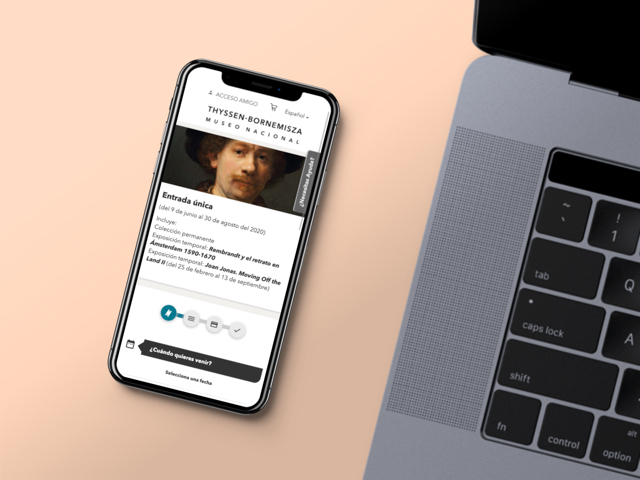 ACCESO AMIGO
Español
THYSSEN-BORNEMISZA
MUSEO NACIONAL
¿Necesitas Ayuda?
Entrada única
(del 9 de junio al 30 de agosto del 2020)
Incluye:
Colección permanente
Exposición temporal: Rembrandt y el retrato en
Ámsterdam 1590-1670
Exposición temporal: Joan Jonas. Moving Off the
Land II (del 25 de febrero al 13 de septiembre)
¿Cuándo quieres venir?
Selecciona una fecha
~
`
!
1
tab
Q
caps lock
A
shift
fn
control
alt
option